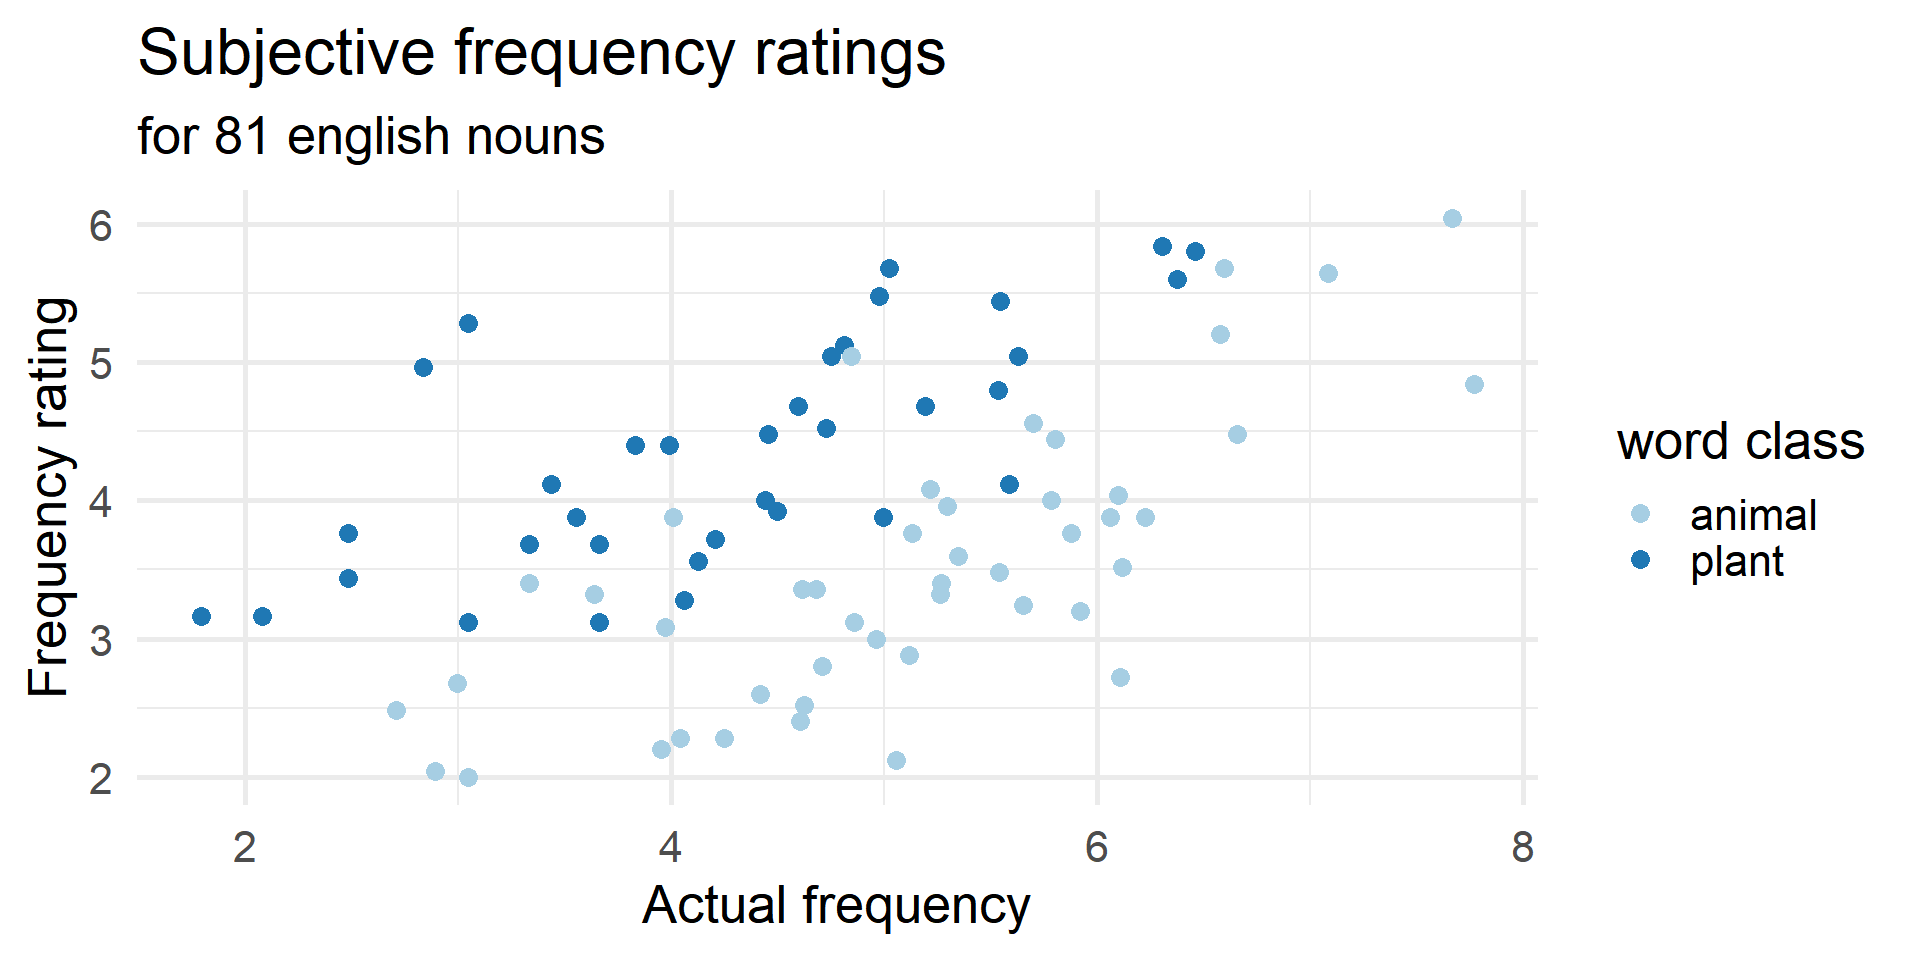 Subjective frequency ratings
for 81 english nouns
6
5
4
3
2
Frequency rating
2 4 6 8
Actual frequency
word class
animal
plant